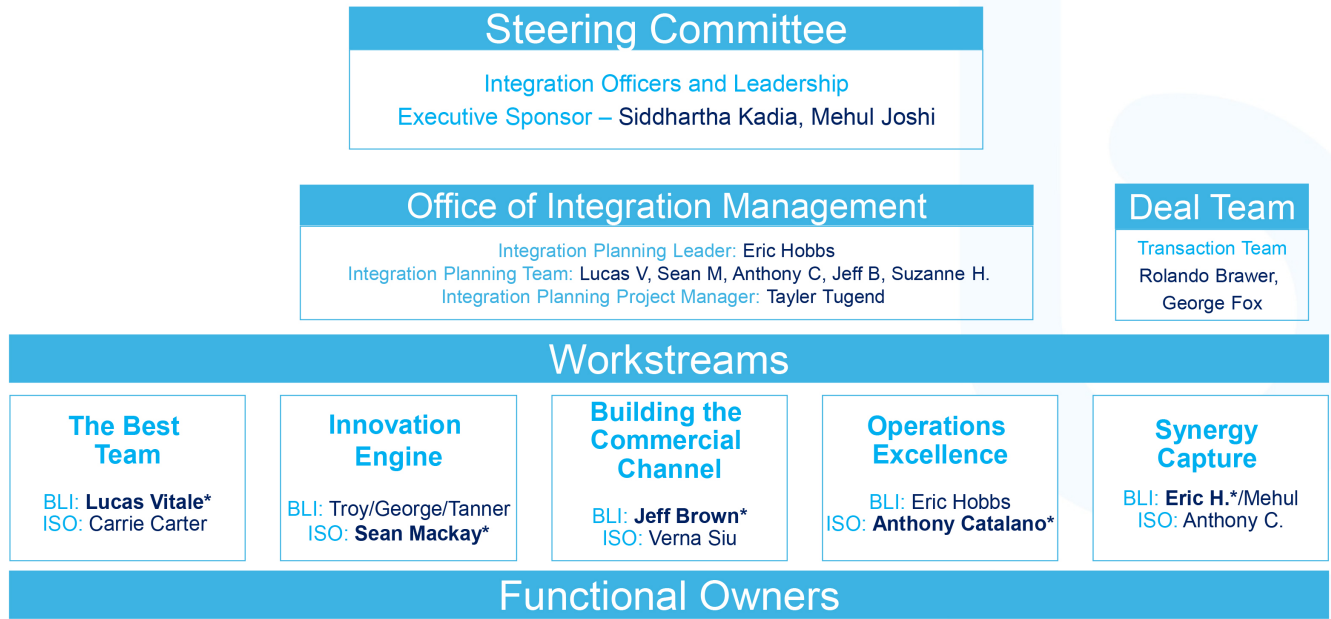 Steering Committee
Integration Officers and Leadership
Executive Sponsor – Siddhartha Kadia, Mehul Joshi
Office of Integration Management
Integration Planning Leader: Eric Hobbs
Integration Planning Team: Lucas V, Sean M, Anthony C, Jeff B, Suzanne H.
Integration Planning Project Manager: Tayler Tugend
Deal Team
Transaction Team
Rolando Brawer,
George Fox
Workstreams
The Best
Team
BLI: Lucas Vitale*
ISO: Carrie Carter
Innovation
Engine
BLI: Troy/George/Tanner
ISO: Sean Mackay*
Building the
Commercial
Channel
BLI: Jeff Brown*
ISO: Verna Siu
Operations
Excellence
BLI: Eric Hobbs
ISO: Anthony Catalano*
Synergy
Capture
BLI: Eric H.*/Mehul
ISO: Anthony C.
Functional Owners